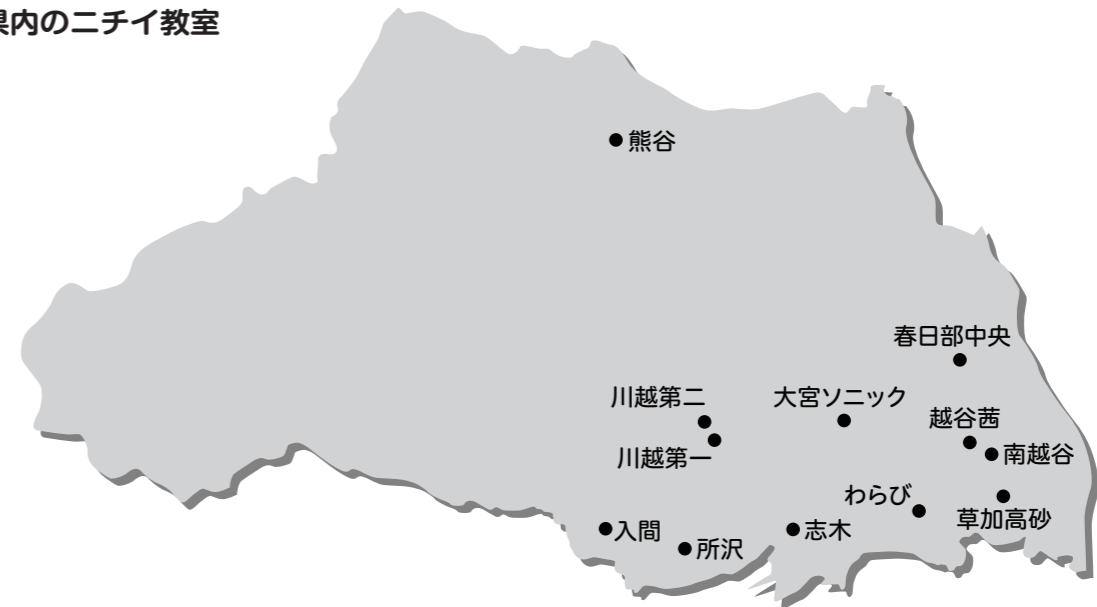 県内のニチイ教室
熊谷
春日部中央
川越第二
大宮ソニック
越谷茜
川越第一
南越谷
わらび
草加高砂
入間
志木
所沢